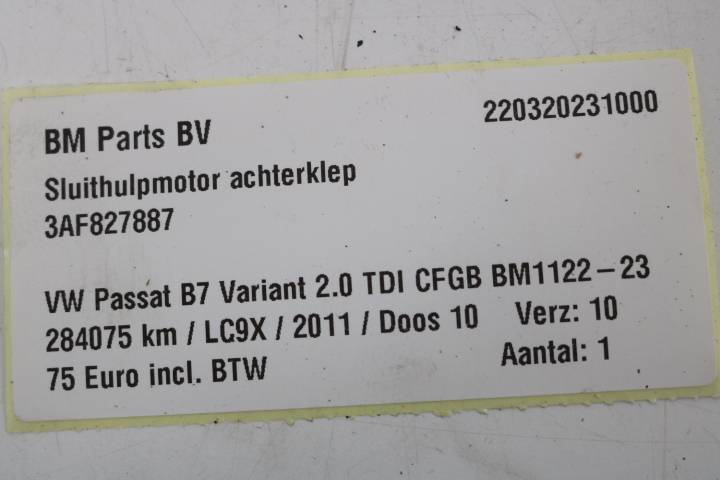 BM Parts BV 220320231000
Sluithulpmotor achterklep
3AF827887
VW Passat B7 Variant 2.0 TDI CFGB BM1122-23
284075 km / LC9X / 2011 / Doos 10 Verz: 10
75 Euro incl. BTW Aantal: 1